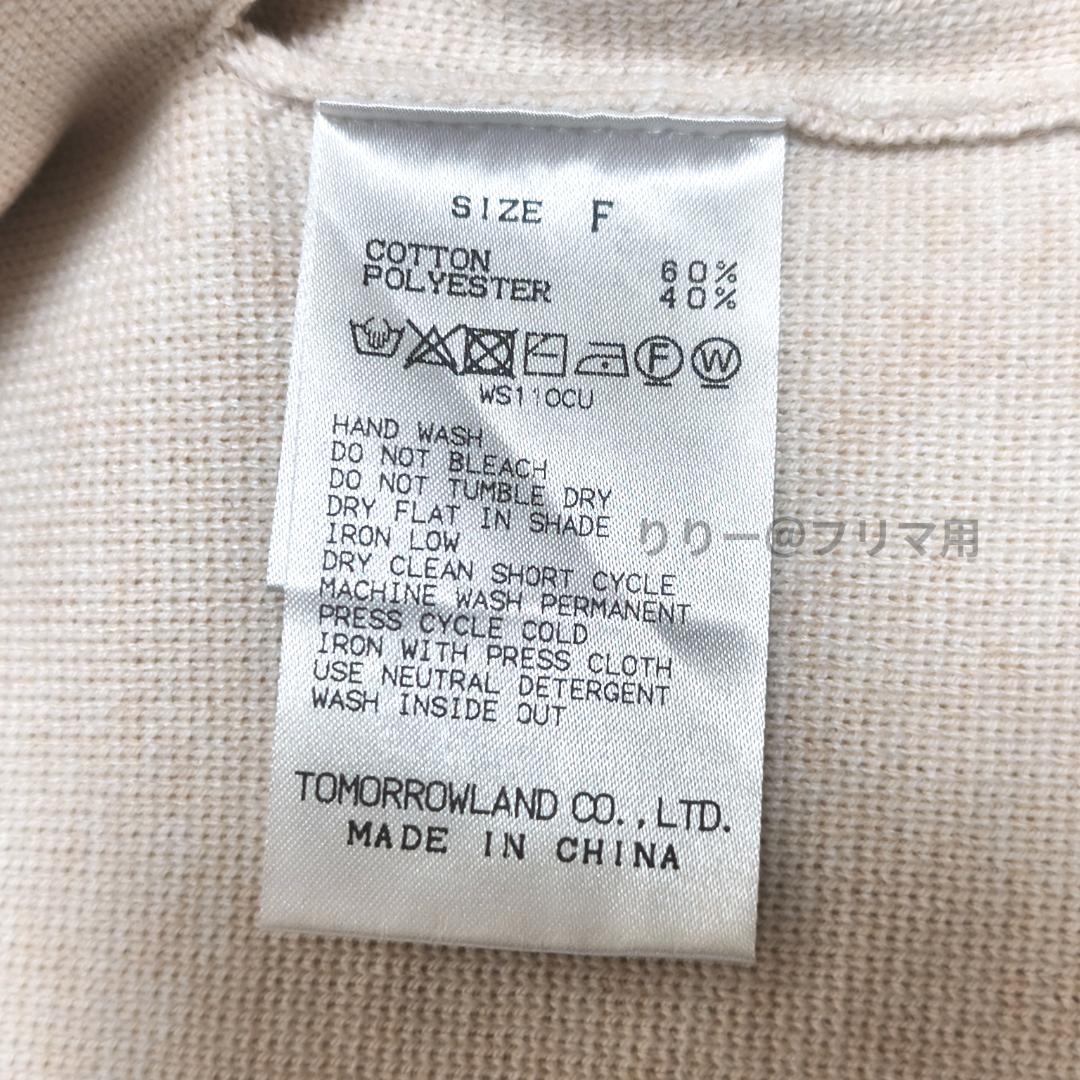 SIZE F
COTTON 60%
POLYESTER 40%
F W
WS110CU
HAND WASH
DO NOT BLEACH
DO NOT TUMBLE DRY
DRY FLAT IN SHADE
IRON LOW
DRY CLEAN SHORT CYCLE
MACHINE WASH PERMANENT
PRESS CYCLE COLD
IRON WITH PRESS CLOTH
USE NEUTRAL DETERGENT
WASH INSIDE OUT
りりー@フリマ用
TOMORROWLAND CO., LTD.
MADE IN CHINA